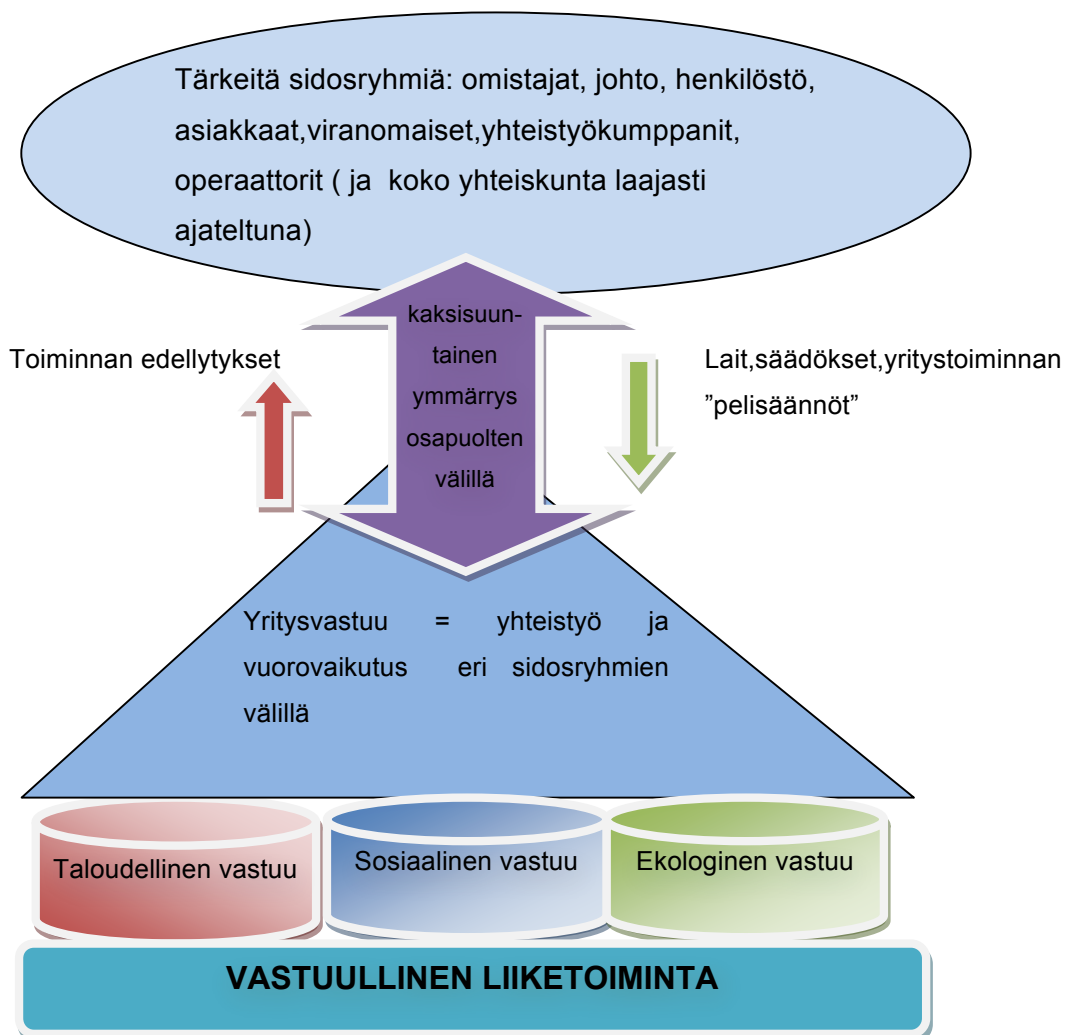 Tärkeitä sidosryhmiä: omistajat, johto, henkilöstö,
asiakkaat,viranomaiset,yhteistyökumppanit,
operaattorit ( ja koko yhteiskunta laajasti
ajateltuna)
kaksisuun-
tainen
ymmärrys
osapuolten
välillä
Toiminnan edellytykset
Lait,säädökset,yritystoiminnan
”pelisäännöt”
Yritysvastuu = yhteistyö ja
vuorovaikutus eri sidosryhmien
välillä
Taloudellinen vastuu
Sosiaalinen vastuu
Ekologinen vastuu
VASTUULLINEN LIIKETOIMINTA